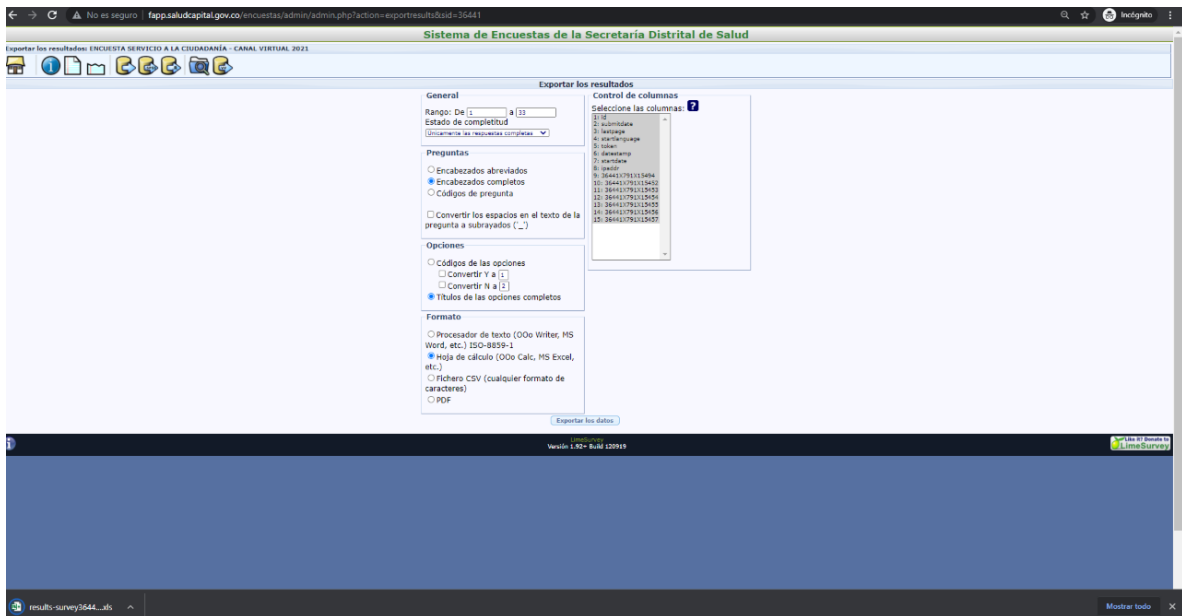 No es seguro | fapp.saludcapital.gov.co/encuestas/admin/admin.php?action=exportresults&sid=36441
Incógnito
Sistema de Encuestas de la Secretaría Distrital de Salud
Exportar los resultados: ENCUESTA SERVICIO A LA CIUDADANÍA - CANAL VIRTUAL 2021
Exportar los resultados
General
Rango: De 1 a 33
Estado de completitud
Únicamente las respuestas completas
Preguntas
Encabezados abreviados
Encabezados completos
Códigos de pregunta
Convertir los espacios en el texto de la
pregunta a subrayados ('_')
Opciones
Códigos de las opciones
Convertir Y a 1
Convertir N a 2
Títulos de las opciones completos
Formato
Procesador de texto (OOo Writer, MS
Word, etc.) ISO-8859-1
Hoja de cálculo (OOo Calc, MS Excel,
etc.)
Fichero CSV (cualquier formato de
caracteres)
PDF
Control de columnas
Seleccione las columnas: ?
1: id
2: submitdate
3: lastpage
4: startlanguage
5: token
6: datestamp
7: startdate
8: ipaddr
9: 36441X791X15494
10: 36441X791X15452
11: 36441X791X15453
12: 36441X791X15454
13: 36441X791X15455
14: 36441X791X15456
15: 36441X791X15457
Exportar los datos
LimeSurvey
Versión 1.92+ Build 120919
Like it? Donate to
LimeSurvey
results-survey3644....xls
Mostrar todo